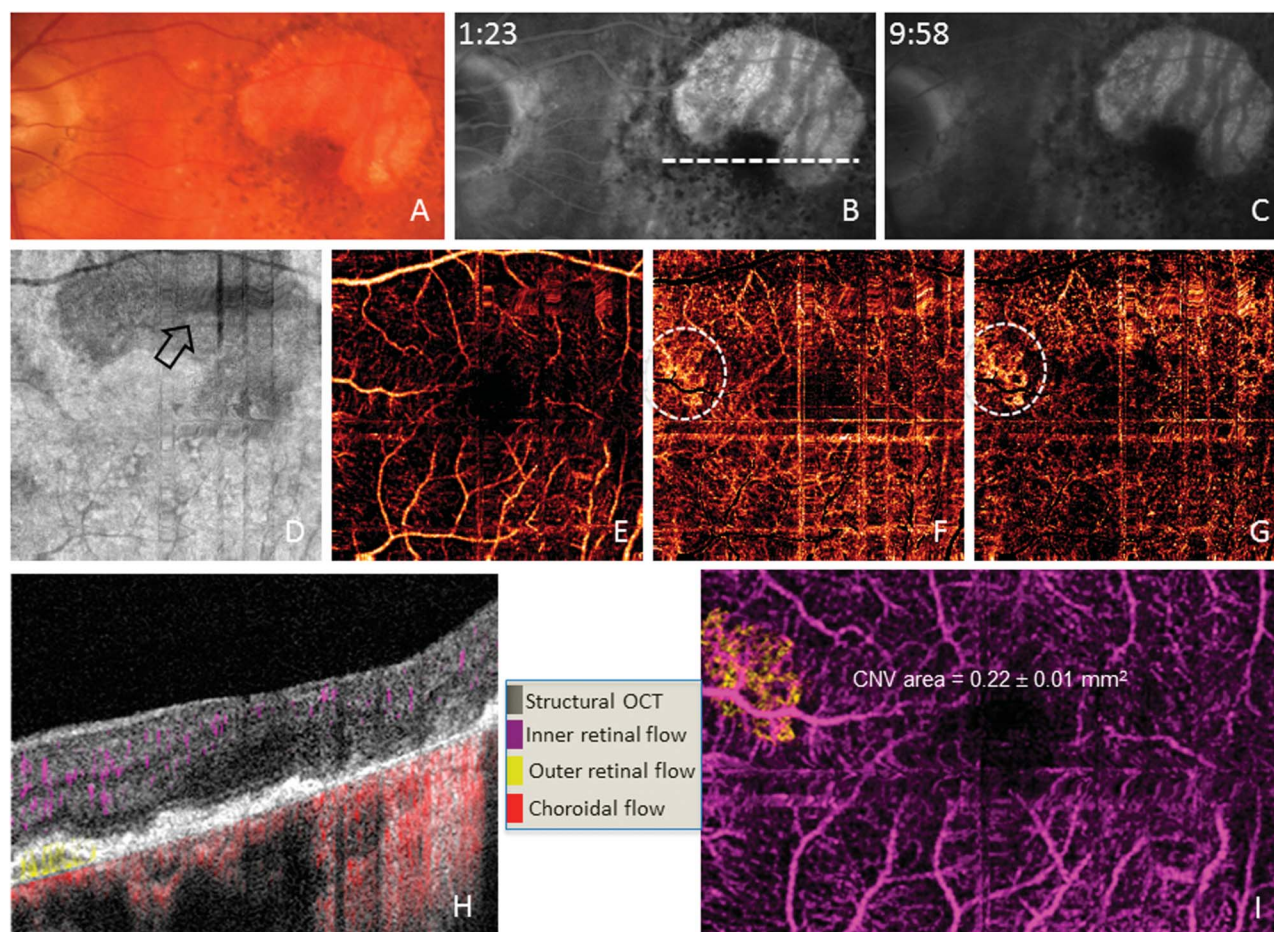 1:23
9:58
A
B
C
D
E
F
G
Structural OCT
Inner retinal flow
Outer retinal flow
Choroidal flow
CNV area = 0.22 ± 0.01 mm²
H
I